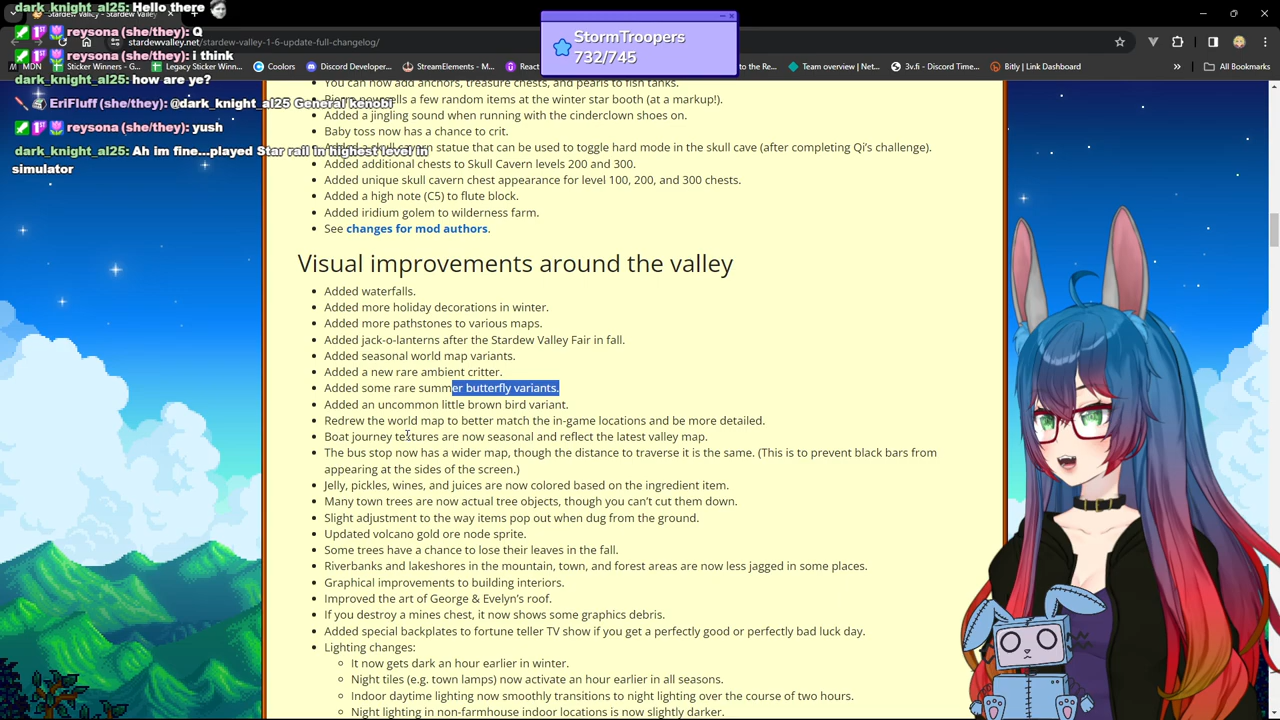 dark_knight_al25: Hello there
Stardew Valley
reysona (she/they): Q
stardewvalley.net/stardew-valley-1-6-update-full-changelog/
reysona (she/they): i think
Sticker Winners - G...
Legacy Sticker Winn...
Coolors
Discord Developer...
StreamElements -
Team overview | Net...
3v.fi - Discord Time...
Bitly | Link Dashboard
StormTroopers
732/745
dark_knight_al25: how are ye?
EriFluff (she/they): @dark_knight_al25 General kenobi
reysona (she/they): yush
dark_knight_al25: Ah im fine...played Star rail in highest level in
simulator
You can now add anchors, treasure chests, and pearls to fish tanks.
sells a few random items at the winter star booth (at a markup!).
Added a jingling sound when running with the cinderclown shoes on.
Baby toss now has a chance to crit.
statue that can be used to toggle hard mode in the skull cave (after completing Qi's challenge).
Added additional chests to Skull Cavern levels 200 and 300.
Added unique skull cavern chest appearance for level 100, 200, and 300 chests.
Added a high note (C5) to flute block.
Added iridium golem to wilderness farm.
See changes for mod authors.
Visual improvements around the valley
Added waterfalls.
Added more holiday decorations in winter.
Added more pathstones to various maps.
Added jack-o-lanterns after the Stardew Valley Fair in fall.
Added seasonal world map variants.
Added a new rare ambient critter.
Added some rare summer butterfly variants.
Added an uncommon little brown bird variant.
Redrew the world map to better match the in-game locations and be more detailed.
Boat journey textures are now seasonal and reflect the latest valley map.
The bus stop now has a wider map, though the distance to traverse it is the same. (This is to prevent black bars from
appearing at the sides of the screen.)
Jelly, pickles, wines, and juices are now colored based on the ingredient item.
Many town trees are now actual tree objects, though you can't cut them down.
Slight adjustment to the way items pop out when dug from the ground.
Updated volcano gold ore node sprite.
Some trees have a chance to lose their leaves in the fall.
Riverbanks and lakeshores in the mountain, town, and forest areas are now less jagged in some places.
Graphical improvements to building interiors.
Improved the art of George & Evelyn's roof.
If you destroy a mines chest, it now shows some graphics debris.
Added special backplates to fortune teller TV show if you get a perfectly good or perfectly bad luck day.
Lighting changes:
It now gets dark an hour earlier in winter.
Night tiles (e.g. town lamps) now activate an hour earlier in all seasons.
Indoor daytime lighting now smoothly transitions to night lighting over the course of two hours.
Night lighting in non-farmhouse indoor locations is now slightly darker.